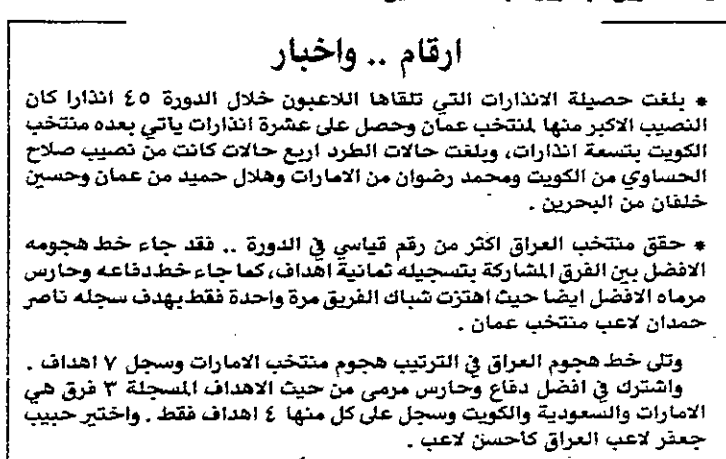 ارقام .. واخبار
* بلغت حصيلة الانذارات التي تلقاها اللاعبون خلال الدورة ٤٥ انذارا كان
النصيب الاكبر منها لمنتخب عمان وحصل على عشرة انذارات ياتي بعده منتخب
الكويت بتسعة انذارات، وبلغت حالات الطرد اربع حالات كانت من نصيب صلاح
الحساوي من الكويت ومحمد رضوان من الامارات وهلال حميد من عمان وحسين
خلفان من البحرين .
* حقق منتخب العراق اكثر من رقم قياسي في الدورة .. فقد جاء خط هجومه
الافضل بين الفرق المشاركة بتسجيله ثمانية اهداف، كما جاء خط دفاعه وحارس
مرماه الافضل ايضا حيث اهتزت شباك الفريق مرة واحدة فقط بهدف سجله ناصر
حمدان لاعب منتخب عمان .
وتلى خط هجوم العراق في الترتيب هجوم منتخب الامارات وسجل ٧ اهداف .
واشترك في افضل دفاع وحارس مرمى من حيث الاهداف المسجلة ٣ فرق هي
الامارات والسعودية والكويت وسجل على كل منها ٤ اهداف فقط . واختير حبيب
جعفر لاعب العراق كأحسن لاعب .